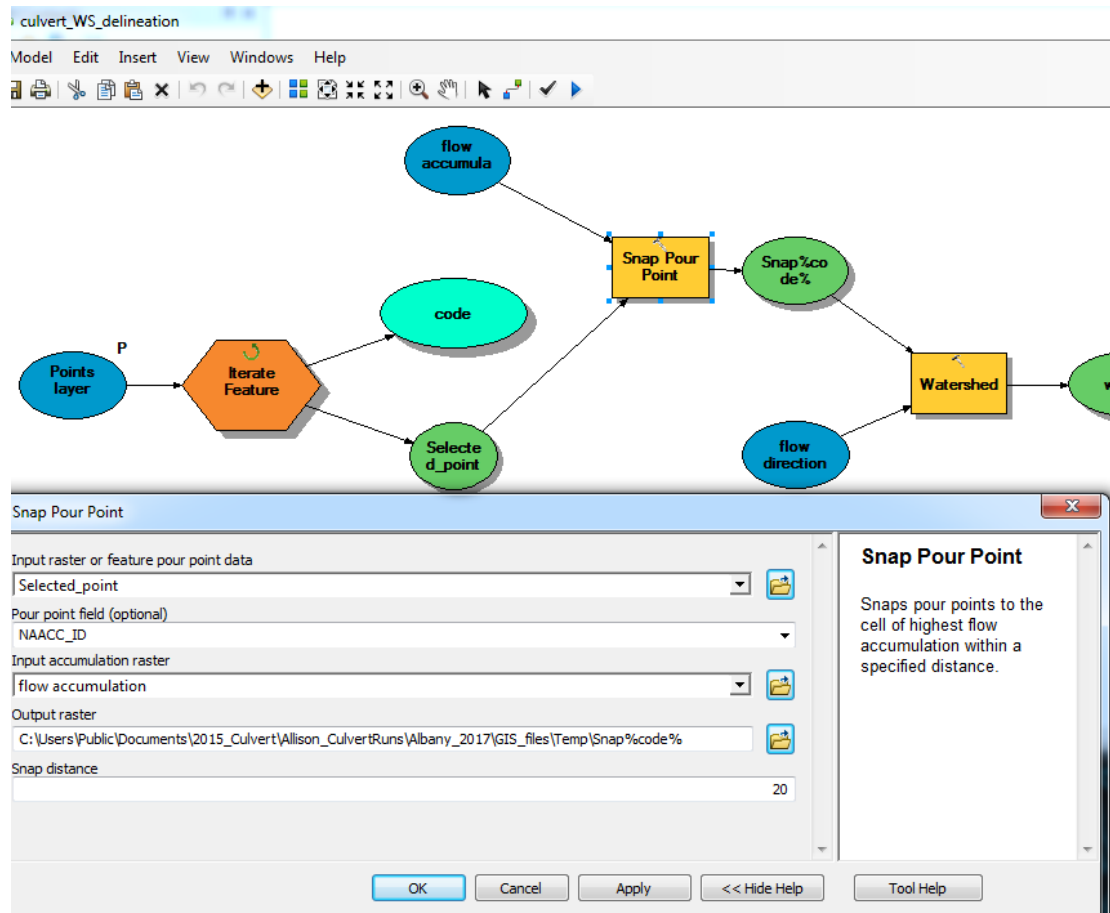 culvert_WS_delineation
Model Edit Insert View Windows Help
flow
accumula
Snap Pour
Point
Snap%co
de%
code
P
Points
layer
Iterate
Feature
Watershed
w
Selecte
d_point
flow
direction
Snap Pour Point
x
Input raster or feature pour point data
Selected_point
Pour point field (optional)
NAACC_ID
Input accumulation raster
flow accumulation
Output raster
C:\Users\Public\Documents\2015_Culvert\Allison_CulvertRuns\Albany_2017\GIS_files\Temp\Snap%code%
Snap distance
20
Snap Pour Point
Snaps pour points to the
cell of highest flow
accumulation within a
specified distance.
OK Cancel Apply << Hide Help Tool Help